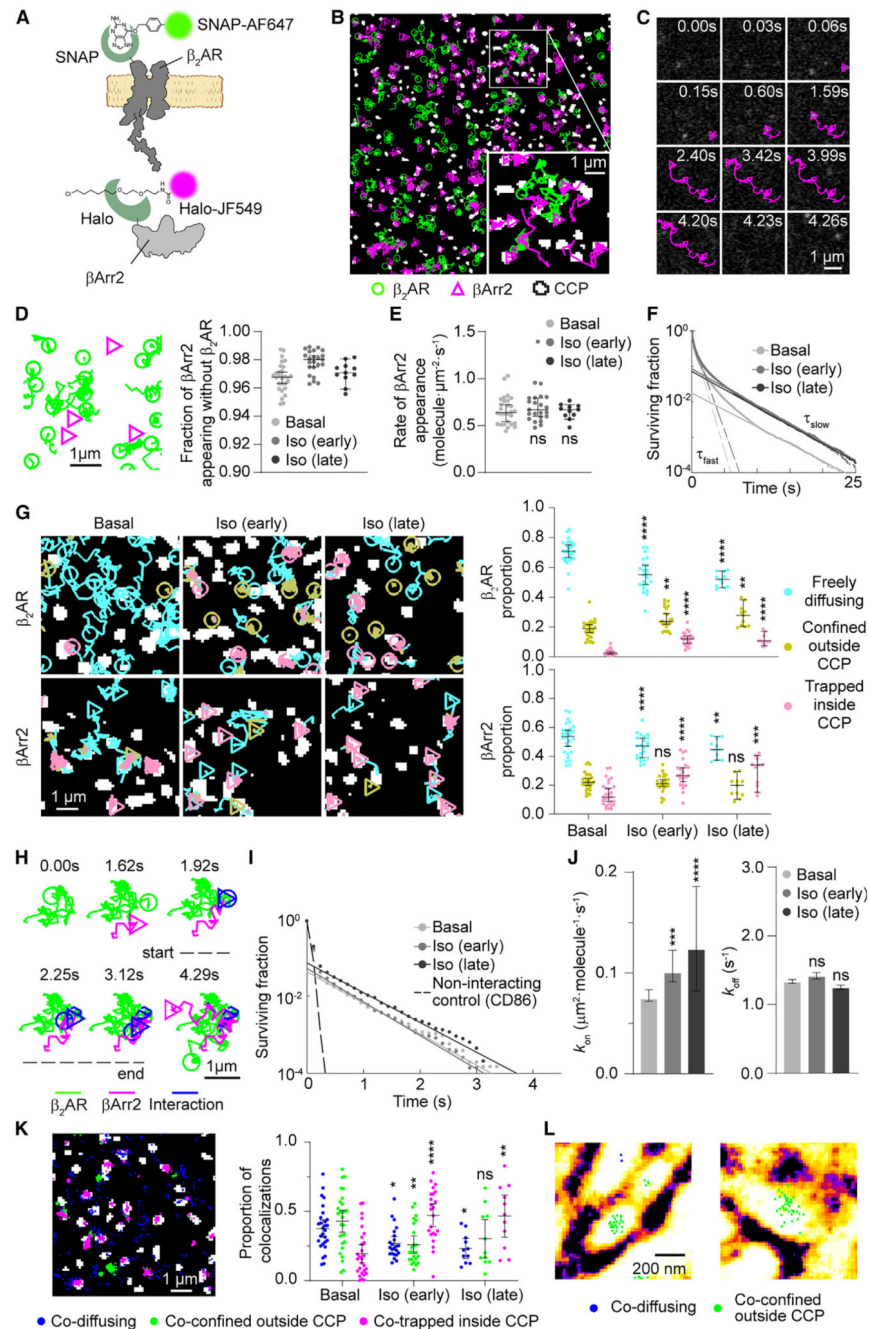 A
SNAP-AF647
SNAP
β₂AR
Halo-JF549
Halo
βArr2
B
1 μm
β₂AR
βArr2
CCP
C
0.00s
0.03s
0.06s
0.15s
0.60s
1.59s
2.40s
3.42s
3.99s
4.20s
4.23s
4.26s
1 μm
D
1μm
Fraction of βArr2
appearing without β₂AR
1.00
0.98
0.96
0.94
0.92
0.90
Basal
Iso (early)
Iso (late)
E
Rate of βArr2
appearance
(molecule·μm⁻²·s⁻¹)
1.5
1.0
0.5
0.0
Basal
Iso (early)
Iso (late)
ns
ns
F
Surviving fraction
10⁰
10⁻²
10⁻⁴
Basal
Iso (early)
Iso (late)
τslow
τfast
0
25
Time (s)
G
Basal
Iso (early)
Iso (late)
β₂AR
βArr2
1 μm
β₂AR
proportion
1.0
0.8
0.6
0.4
0.2
0
****
**
****
****
**
****
Freely
diffusing
Confined
outside
CCP
Trapped
inside
CCP
βArr2
proportion
1.0
0.8
0.6
0.4
0.2
0.0
****
ns
****
**
ns
***
Basal
Iso (early)
Iso (late)
H
0.00s
1.62s
1.92s
start
2.25s
3.12s
4.29s
end
1μm
β₂AR
βArr2
Interaction
I
Surviving fraction
10⁰
10⁻²
10⁻⁴
Basal
Iso (early)
Iso (late)
Non-interacting
control (CD86)
0
1
2
3
4
Time (s)
J
kon (μm²·molecule⁻¹·s⁻¹)
0.2
0.1
0.0
***
****
koff (s⁻¹)
3.0
1.5
0.0
ns
ns
Basal
Iso (early)
Iso (late)
K
1 μm
Proportion of
colocalizations
1.0
0.5
0.0
*
**
****
*
ns
**
Basal
Iso (early)
Iso (late)
Co-diffusing
Co-confined outside CCP
Co-trapped inside CCP
L
200 nm
Co-diffusing
Co-confined
outside CCP